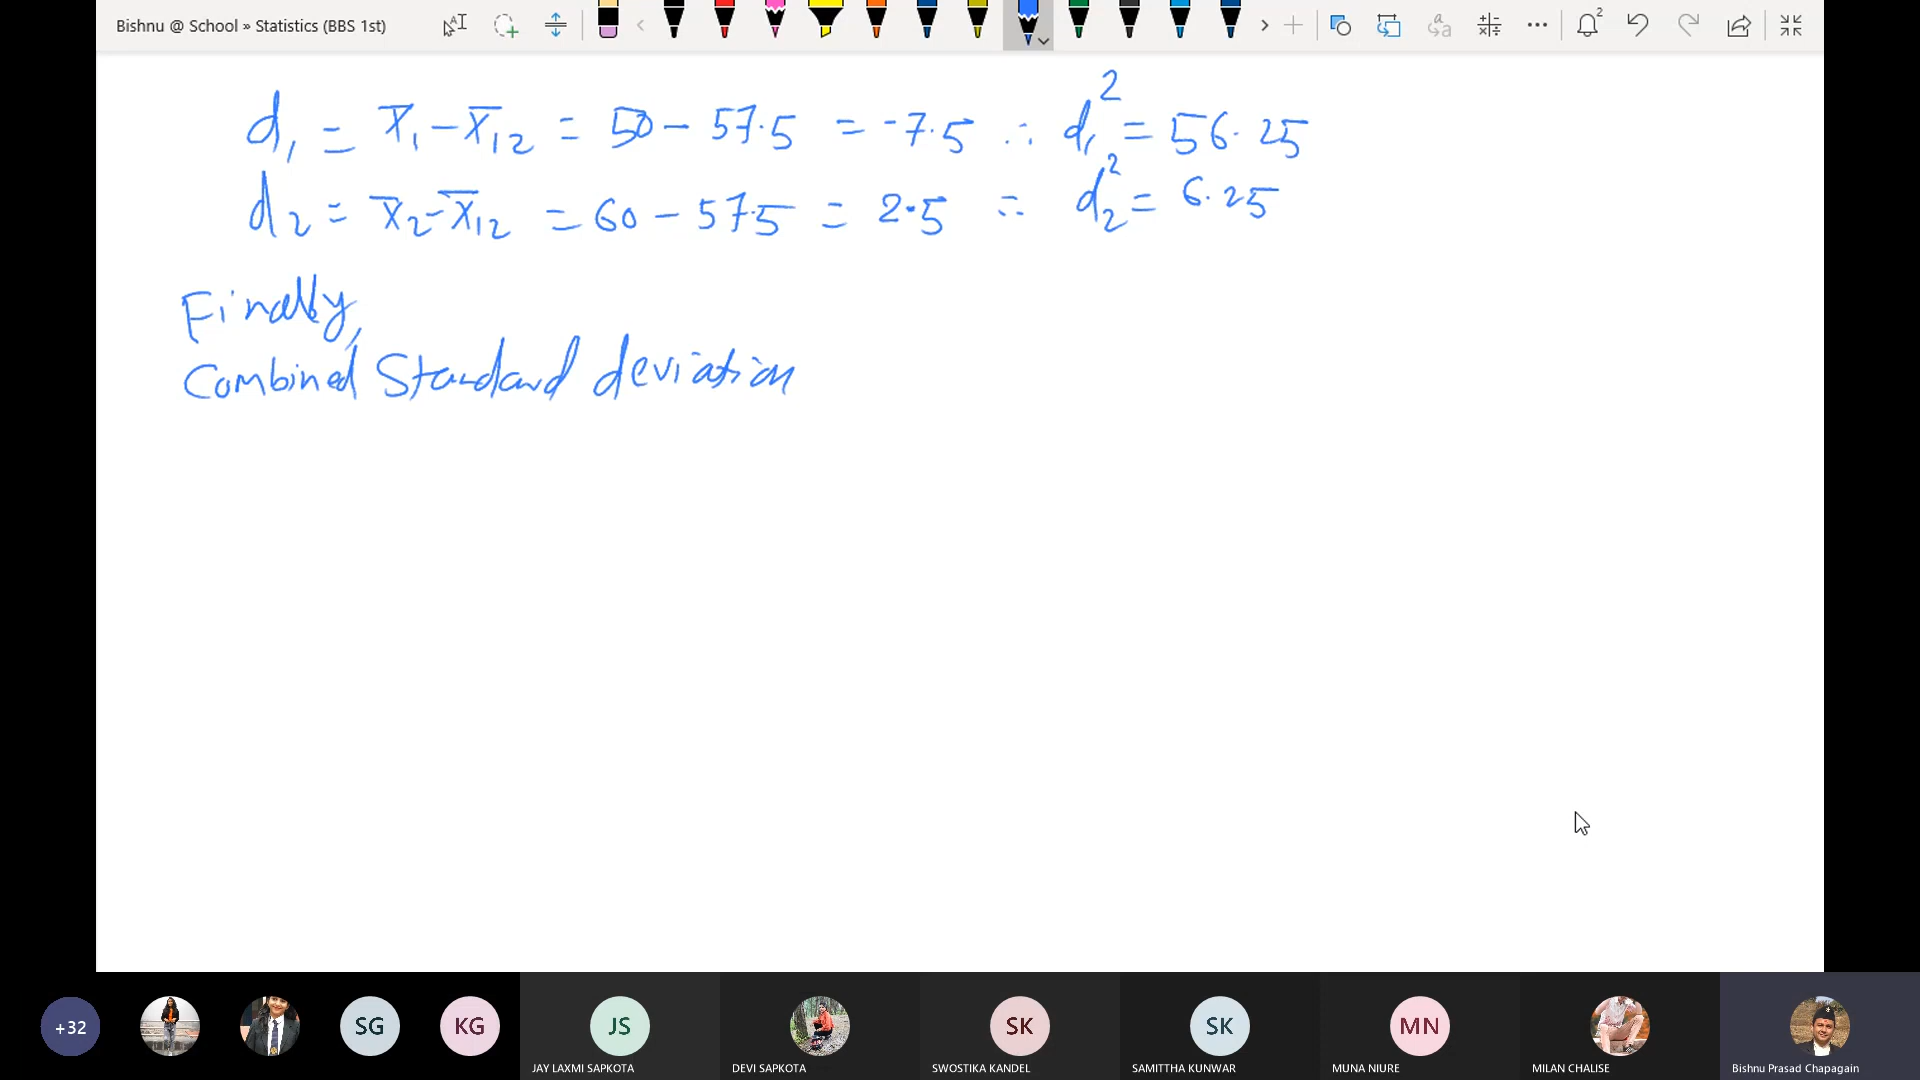 Bishnu @ School » Statistics (BBS 1st)
d₁ = x̄₁ - x̄₁₂ = 50 - 57.5 = -7.5 ∴ d₁² = 56.25
d₂ = x̄₂ - x̄₁₂ = 60 - 57.5 = 2.5 ∴ d₂² = 6.25
Finally,
Combined Standard deviation
+32
SG
KG
JS
SK
SK
MN
JAY LAXMI SAPKOTA
DEVI SAPKOTA
SWOSTIKA KANDEL
SAMITTHA KUNWAR
MUNA NIURE
MILAN CHALISE
Bishnu Prasad Chapagain